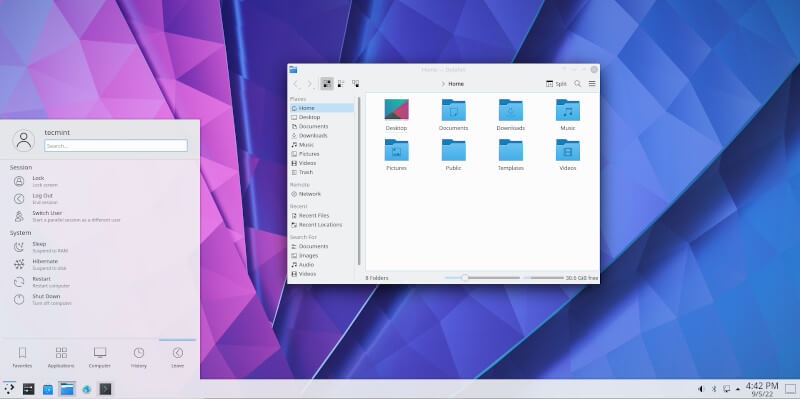 Home — Dolphin
Home
Split
Places
Home
Desktop
Documents
Downloads
Music
Pictures
Videos
Trash
Remote
Network
Recent
Recent Files
Recent Locations
Search For
Documents
Images
Audio
Videos
Desktop
Documents
Downloads
Music
Pictures
Public
Templates
Videos
8 Folders
30.6 GiB free
tecmint
Search...
Session
Lock
Lock screen
Log Out
End session
Switch User
Start a parallel session as a different user
System
Sleep
Suspend to RAM
Hibernate
Suspend to disk
Restart
Restart computer
Shut Down
Turn off computer
Favorites
Applications
Computer
History
Leave
4:42 PM
9/5/22